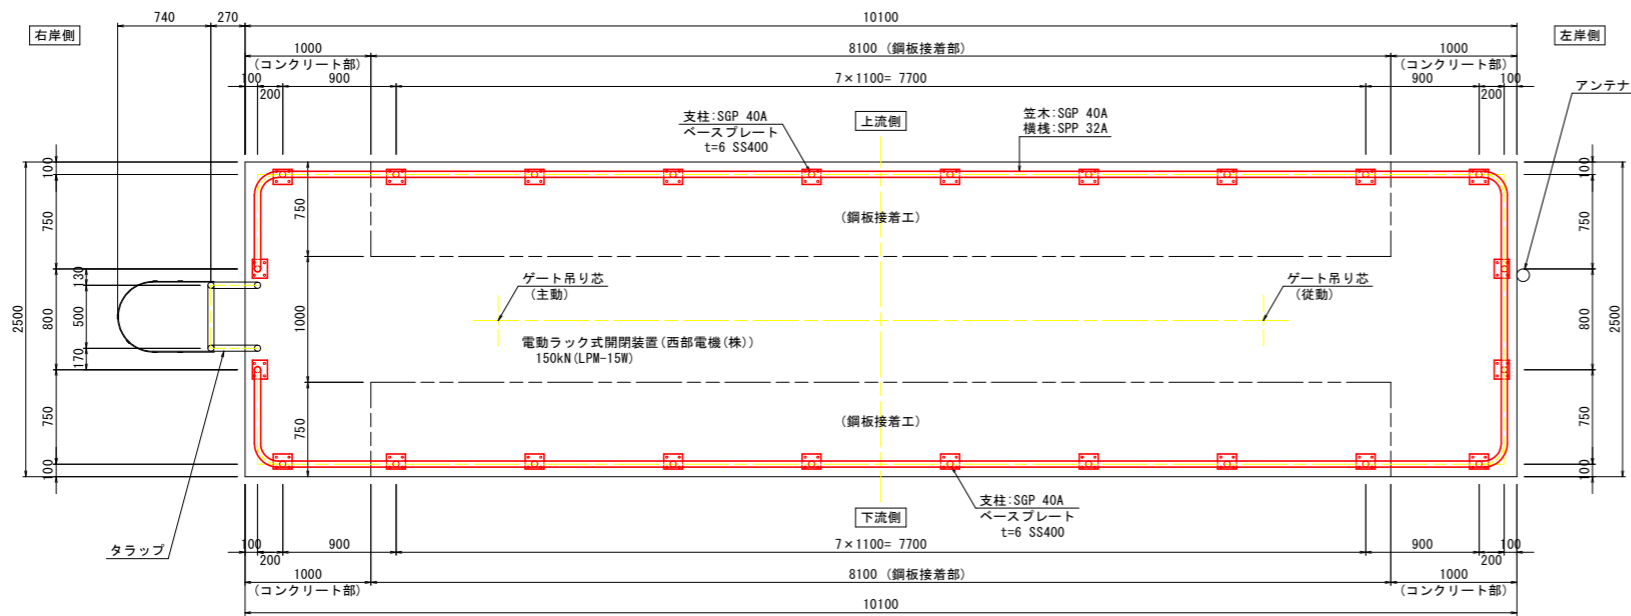 740
270
10100
右岸側
左岸側
1000
8100 (鋼板接着部)
1000
(コンクリート部)
(コンクリート部)
100
900
7×1100= 7700
900
100
200
200
アンテナ
支柱:SGP 40A
ベースプレート
t=6 SS400
上流側
笠木:SGP 40A
横桟:SPP 32A
100
100
750
750
750
(鋼板接着工)
130
2500
800
500
1000
800
2500
ゲート吊り芯
(主動)
ゲート吊り芯
(従動)
電動ラック式開閉装置(西部電機(株))
150kN(LPM-15W)
170
750
750
750
(鋼板接着工)
100
100
支柱:SGP 40A
ベースプレート
t=6 SS400
下流側
タラップ
100
900
7×1100= 7700
900
100
200
200
1000
8100 (鋼板接着部)
1000
(コンクリート部)
(コンクリート部)
10100